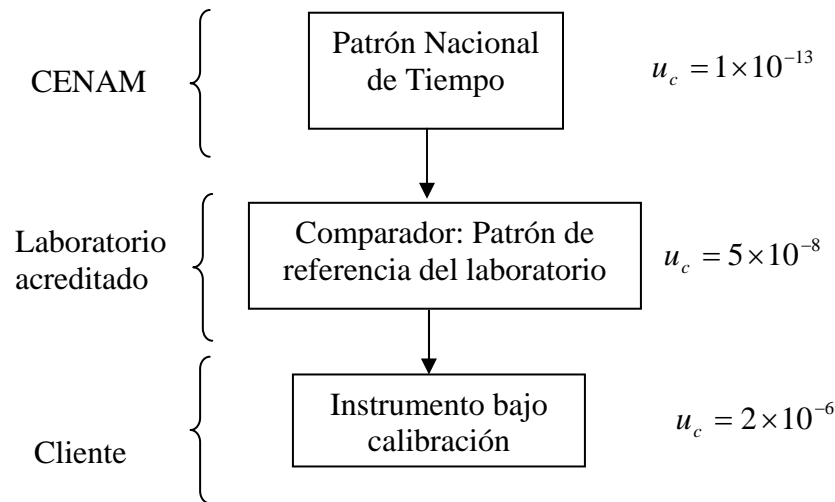 CENAM
Patrón Nacional
de Tiempo
u_c = 1×10^{-13}
Laboratorio
acreditado
Comparador: Patrón de
referencia del laboratorio
u_c = 5×10^{-8}
Cliente
Instrumento bajo
calibración
u_c = 2×10^{-6}